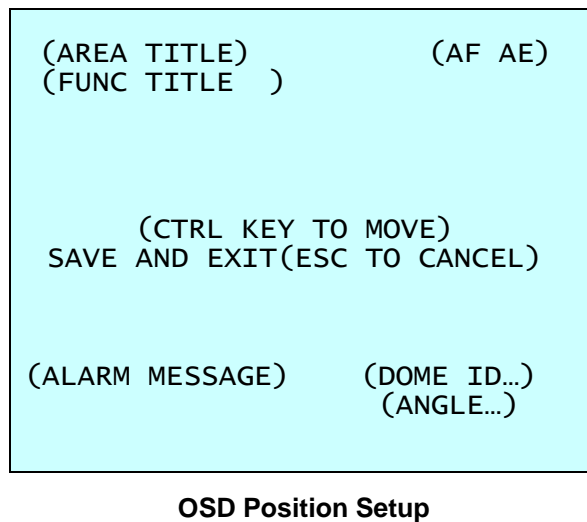 (AREA TITLE) (AF AE)
(FUNC TITLE )
(CTRL KEY TO MOVE)
SAVE AND EXIT(ESC TO CANCEL)
(ALARM MESSAGE) (DOME ID…)
(ANGLE…)
OSD Position Setup